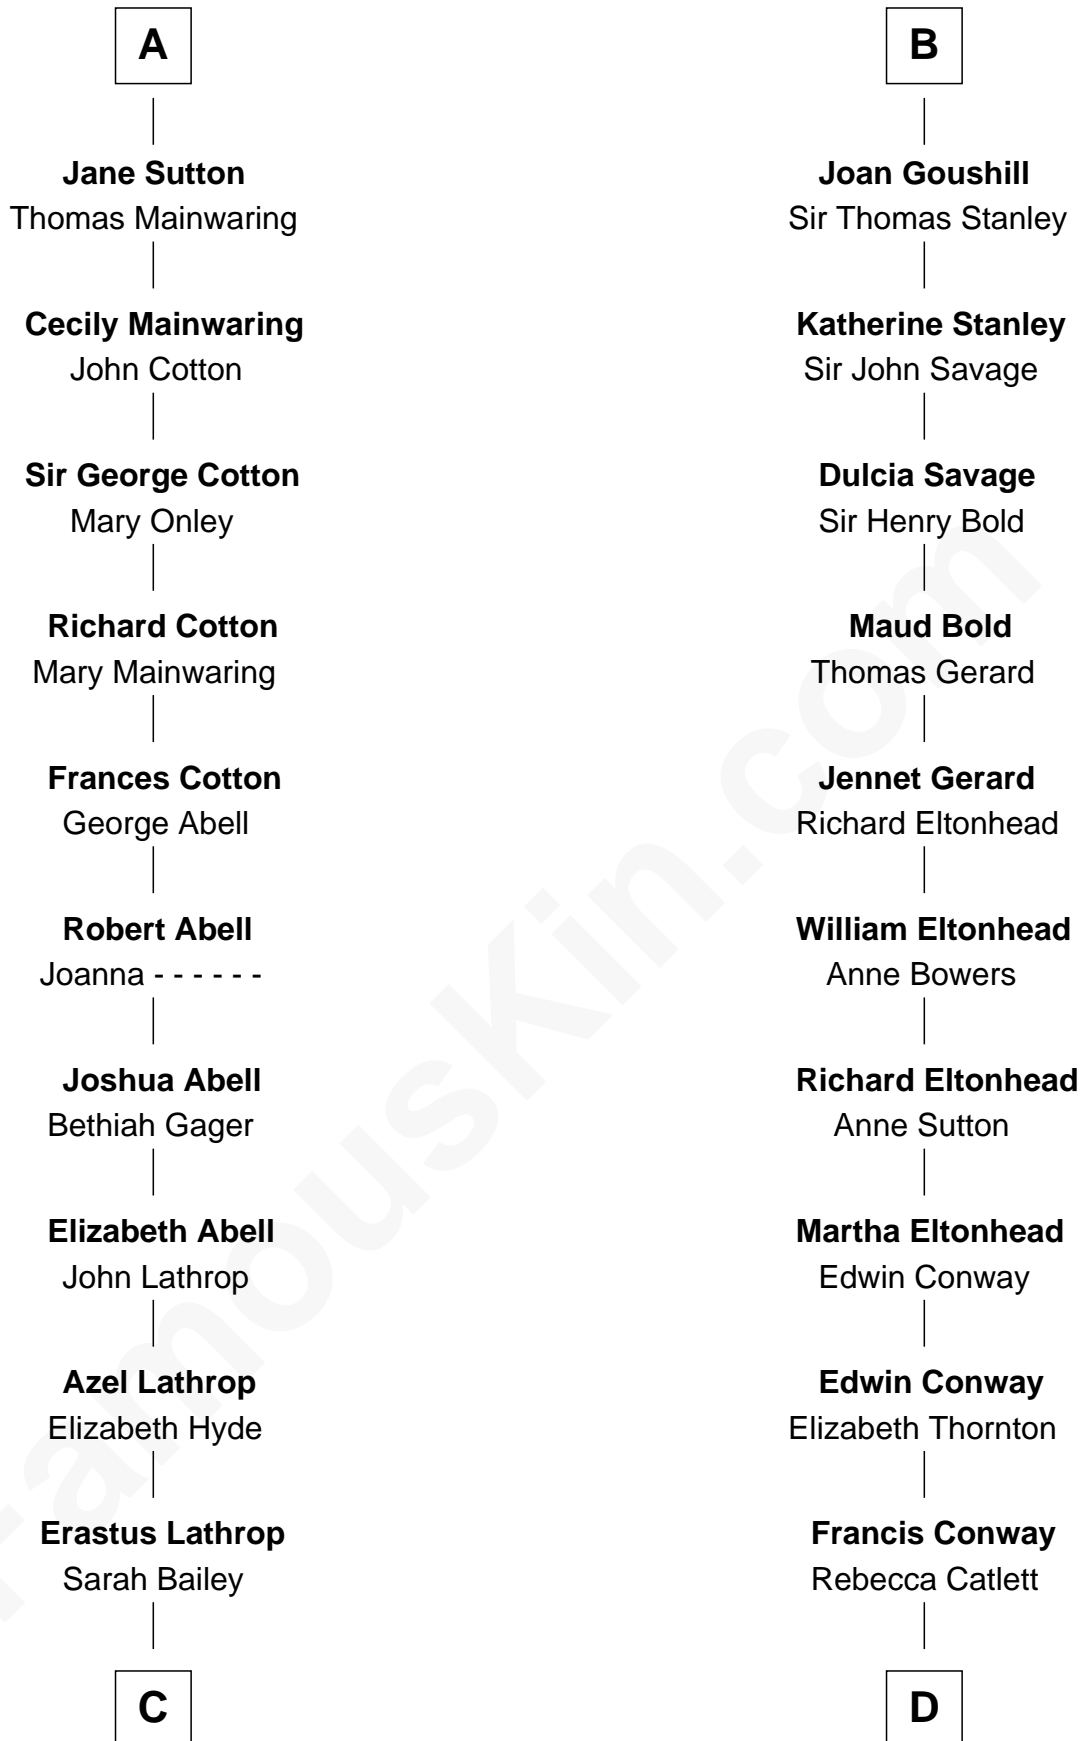 A
Jane Sutton
Thomas Mainwaring
Cecily Mainwaring
John Cotton
Sir George Cotton
Mary Onley
Richard Cotton
Mary Mainwaring
Frances Cotton
George Abell
Robert Abell
Joanna - - - - - -
Joshua Abell
Bethiah Gager
Elizabeth Abell
John Lathrop
Azel Lathrop
Elizabeth Hyde
Erastus Lathrop
Sarah Bailey
C
B
Joan Goushill
Sir Thomas Stanley
Katherine Stanley
Sir John Savage
Dulcia Savage
Sir Henry Bold
Maud Bold
Thomas Gerard
Jennet Gerard
Richard Eltonhead
William Eltonhead
Anne Bowers
Richard Eltonhead
Anne Sutton
Martha Eltonhead
Edwin Conway
Edwin Conway
Elizabeth Thornton
Francis Conway
Rebecca Catlett
D
FamousKin.com